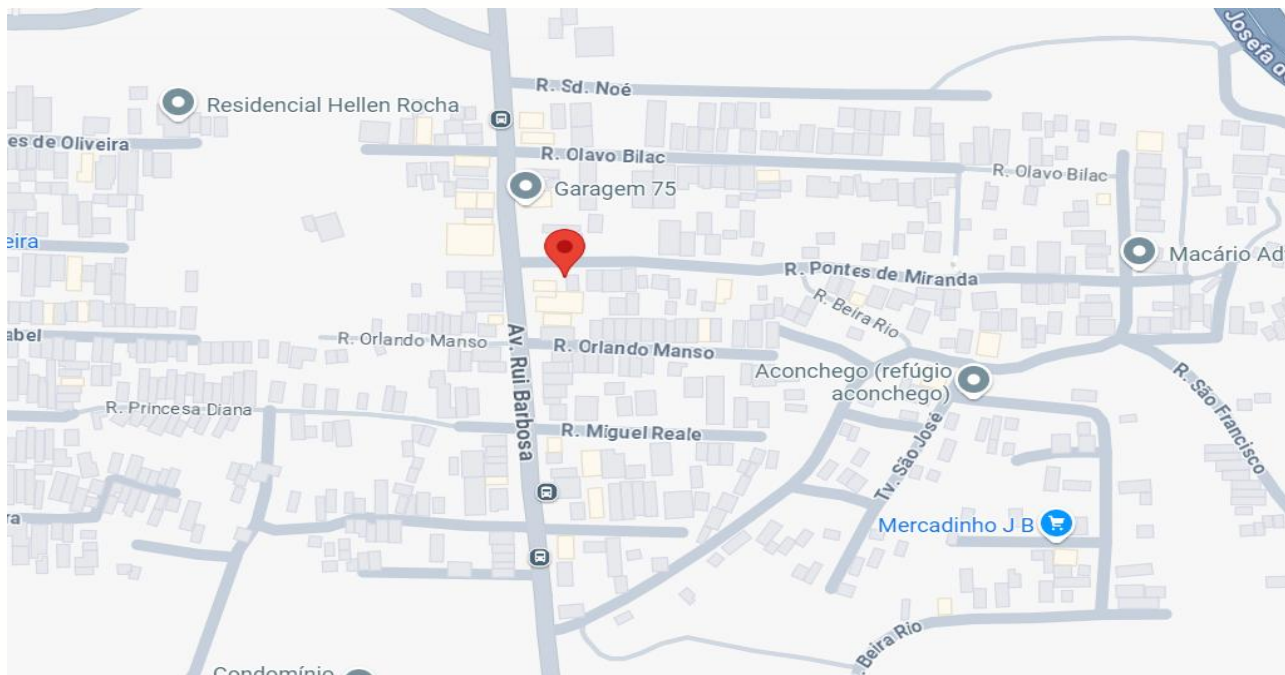 Josefa d
R. Sd. Noé
Residencial Hellen Rocha
es de Oliveira
R. Olavo Bilac
R. Olavo Bilac
Garagem 75
eira
Macário Ad
R. Pontes de Miranda
R. Beira Rio
abel
R. Orlando Manso
R. Orlando Manso
Av. Rui Barbosa
Aconchego (refúgio
aconchego)
R. São Francisco
R. Princesa Diana
R. Miguel Reale
Tv. São José
ra
Mercadinho J B
Beira Rio
Condomínio